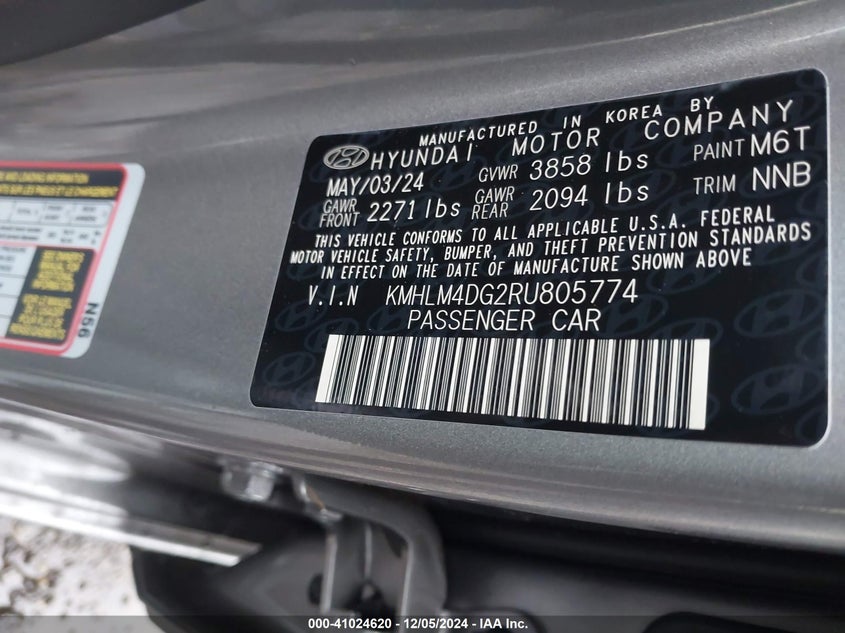 MANUFACTURED IN KOREA BY
HYUNDAI MOTOR COMPANY
MAY/03/24 GVWR 3858 lbs PAINT M6T
GAWR FRONT 2271 lbs GAWR REAR 2094 lbs TRIM NNB
THIS VEHICLE CONFORMS TO ALL APPLICABLE U.S.A. FEDERAL
MOTOR VEHICLE SAFETY, BUMPER, AND THEFT PREVENTION STANDARDS
IN EFFECT ON THE DATE OF MANUFACTURE SHOWN ABOVE
V.I.N KMHLM4DG2RU805774
PASSENGER CAR
N56
000-41024620 - 12/05/2024 - IAA Inc.